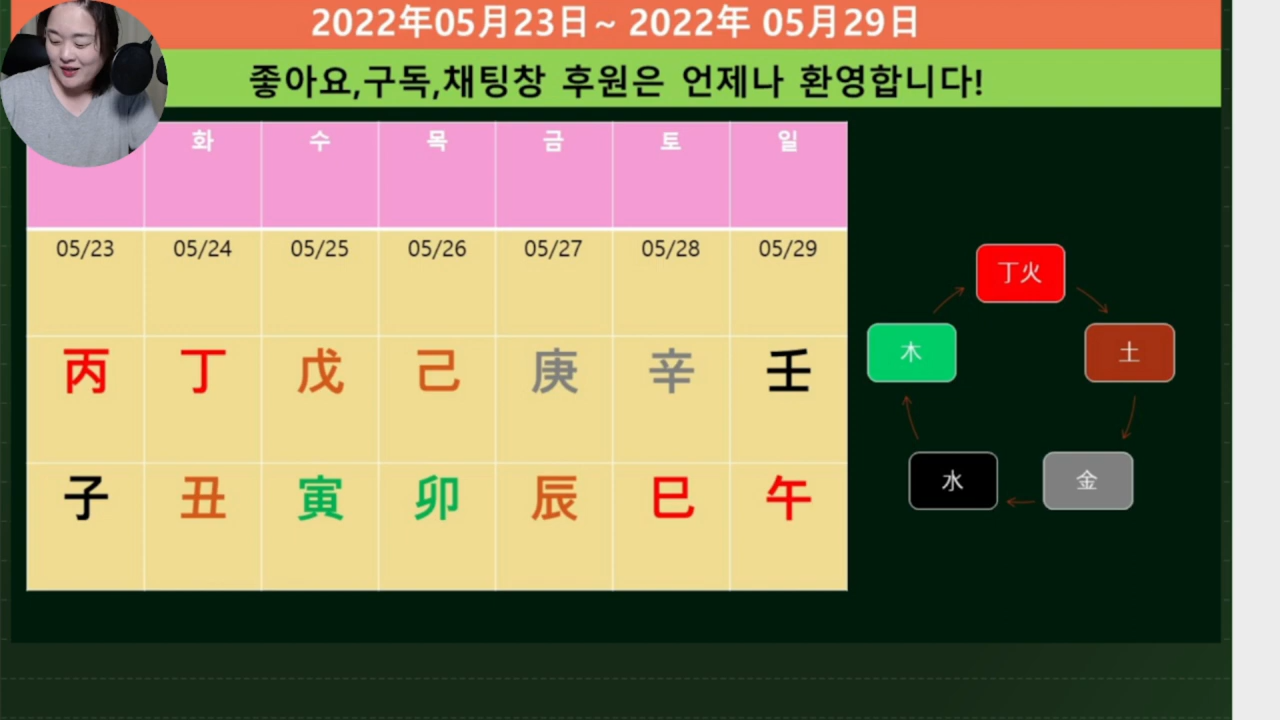 2022年05月23日~ 2022年 05月29日
좋아요,구독,채팅창 후원은 언제나 환영합니다!
화 수 목 금 토 일
05/23 05/24 05/25 05/26 05/27 05/28 05/29
丙 丁 戊 己 庚 辛 壬
子 丑 寅 卯 辰 巳 午
丁火
木 土
水 金